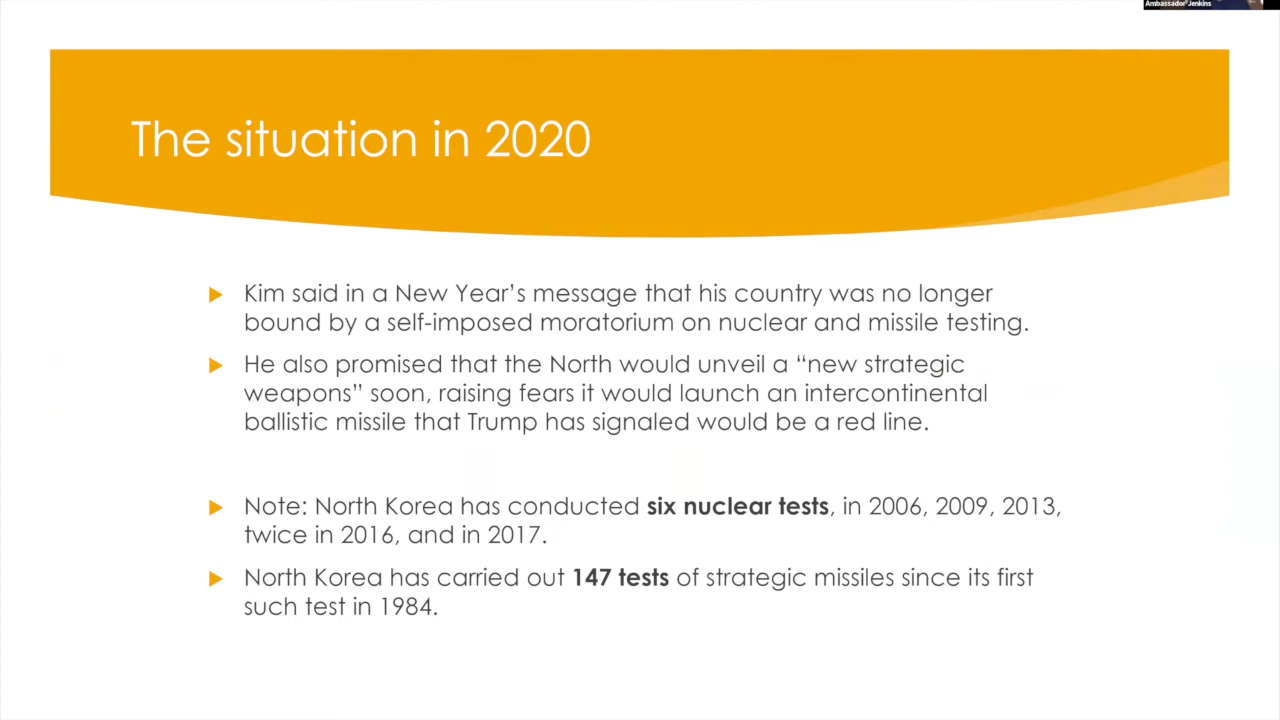 Ambassador Jenkins
The situation in 2020
Kim said in a New Year’s message that his country was no longer
bound by a self-imposed moratorium on nuclear and missile testing.
He also promised that the North would unveil a “new strategic
weapons” soon, raising fears it would launch an intercontinental
ballistic missile that Trump has signaled would be a red line.
Note: North Korea has conducted six nuclear tests, in 2006, 2009, 2013,
twice in 2016, and in 2017.
North Korea has carried out 147 tests of strategic missiles since its first
such test in 1984.